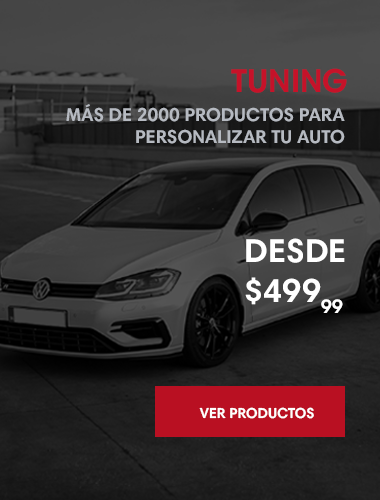 TUNING
MÁS DE 2000 PRODUCTOS PARA
PERSONALIZAR TU AUTO
DESDE
$499 99
VER PRODUCTOS